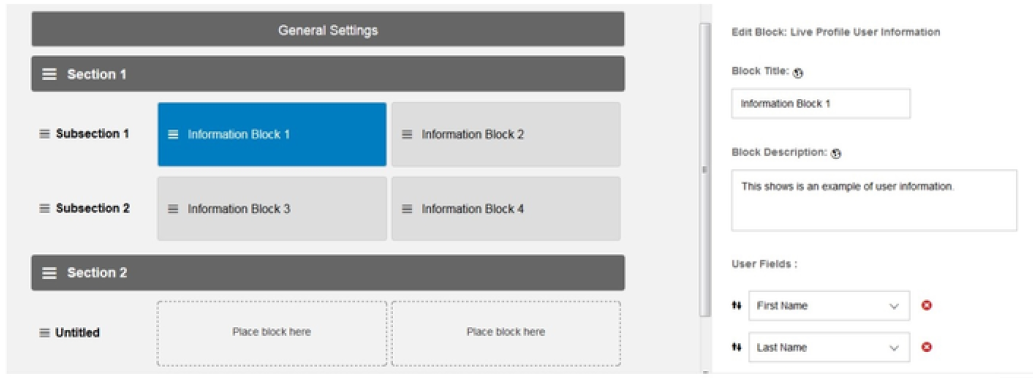 General Settings
Section 1
Subsection 1
Information Block 1
Information Block 2
Subsection 2
Information Block 3
Information Block 4
Section 2
Untitled
Place block here
Place block here
Edit Block: Live Profile User Information
Block Title:
Information Block 1
Block Description:
This shows is an example of user information.
User Fields :
First Name
Last Name